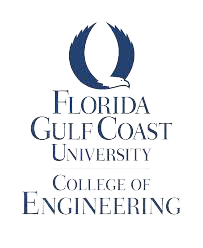 FLORIDA
GULF COAST
UNIVERSITY
COLLEGE OF
ENGINEERING